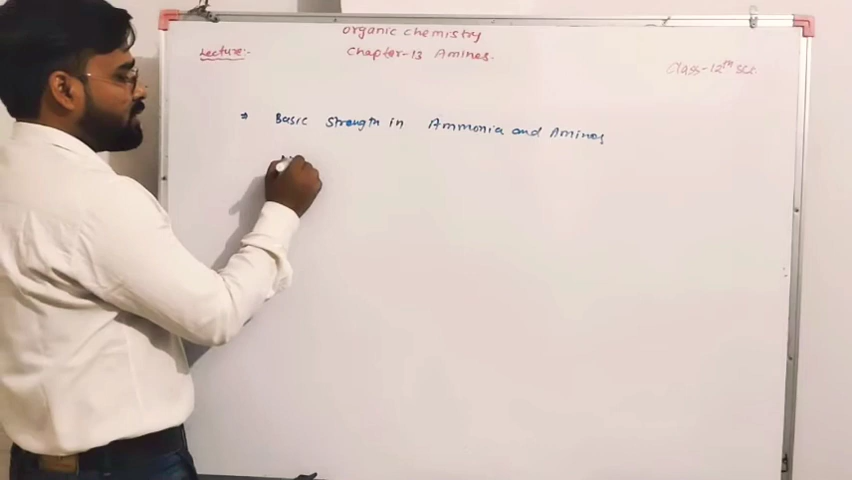 organic chemistry
Lecture:-
Chapter-13 Amines.
Class-12th Sci.
⇒ Basic strength in Ammonia and Amines